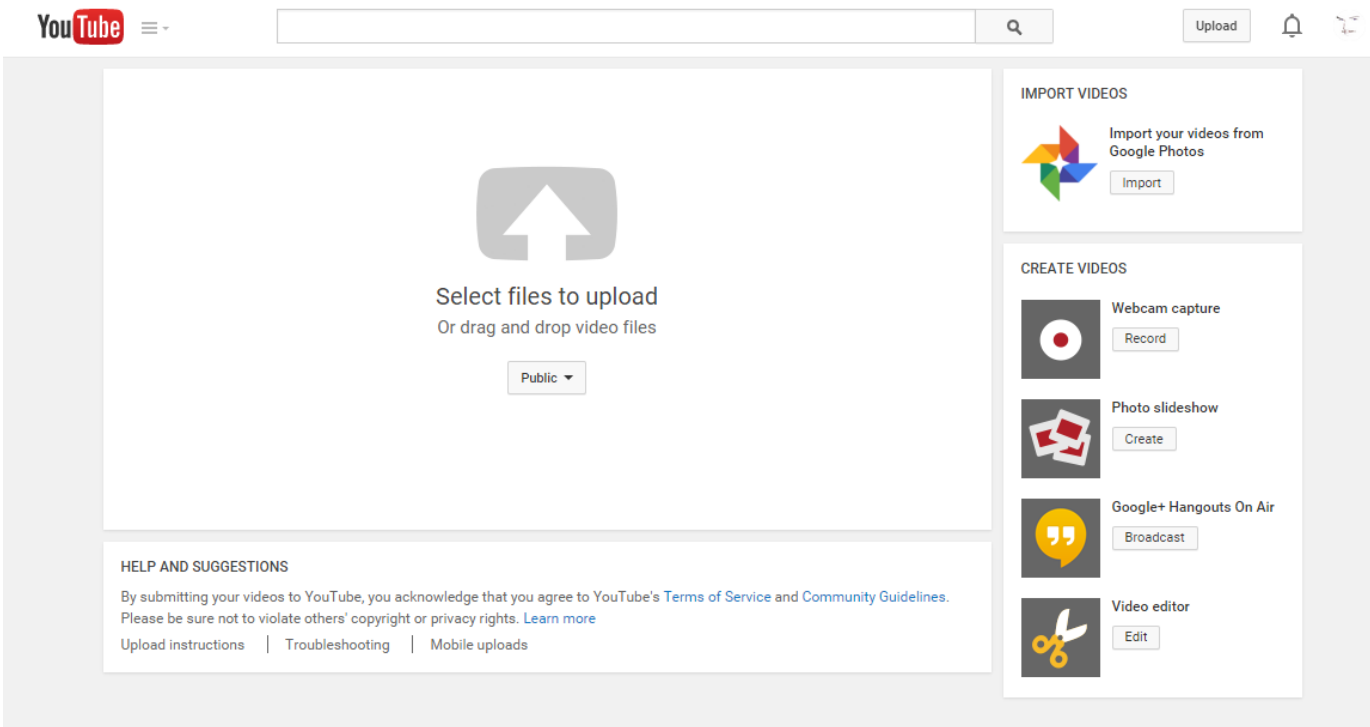 YouTube
Upload
Select files to upload
Or drag and drop video files
Public
HELP AND SUGGESTIONS
By submitting your videos to YouTube, you acknowledge that you agree to YouTube's Terms of Service and Community Guidelines.
Please be sure not to violate others' copyright or privacy rights. Learn more
Upload instructions | Troubleshooting | Mobile uploads
IMPORT VIDEOS
Import your videos from
Google Photos
Import
CREATE VIDEOS
Webcam capture
Record
Photo slideshow
Create
Google+ Hangouts On Air
Broadcast
Video editor
Edit